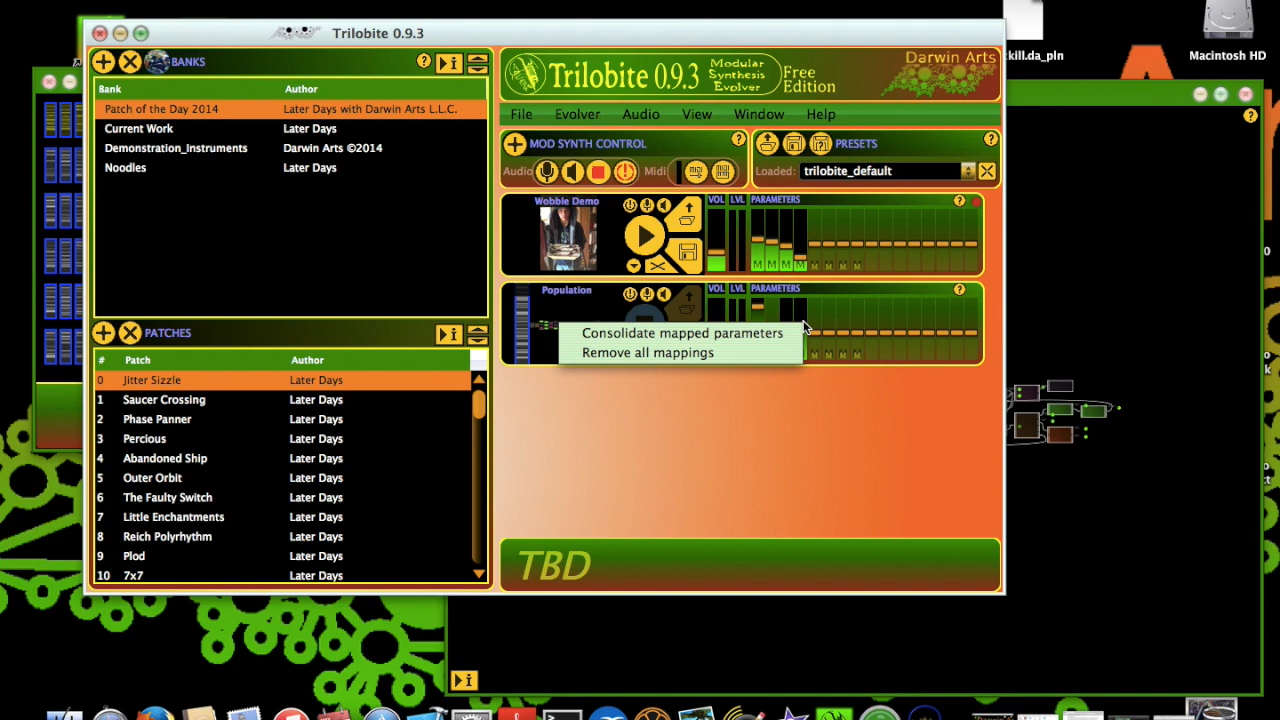 Trilobite 0.9.3
BANKS
?
Bank Author
Patch of the Day 2014 Later Days with Darwin Arts L.L.C.
Current Work Later Days
Demonstration_Instruments Darwin Arts ©2014
Noodles Later Days
PATCHES
# Patch Author
0 Jitter Sizzle Later Days
1 Saucer Crossing Later Days
2 Phase Panner Later Days
3 Percious Later Days
4 Abandoned Ship Later Days
5 Outer Orbit Later Days
6 The Faulty Switch Later Days
7 Little Enchantments Later Days
8 Reich Polyrhythm Later Days
9 Plod Later Days
10 7x7 Later Days
Trilobite 0.9.3
Modular
Synthesis
Evolver
Free
Edition
Darwin Arts
File Evolver Audio View Window Help
MOD SYNTH CONTROL ?
Audio Midi
PRESETS ?
Loaded: trilobite_default
Wobble Demo
VOL LVL PARAMETERS ?
M M M M M M M M
Population
VOL LVL PARAMETERS ?
M M M M
Consolidate mapped parameters
Remove all mappings
TBD
kill.da_pln
Macintosh HD
?